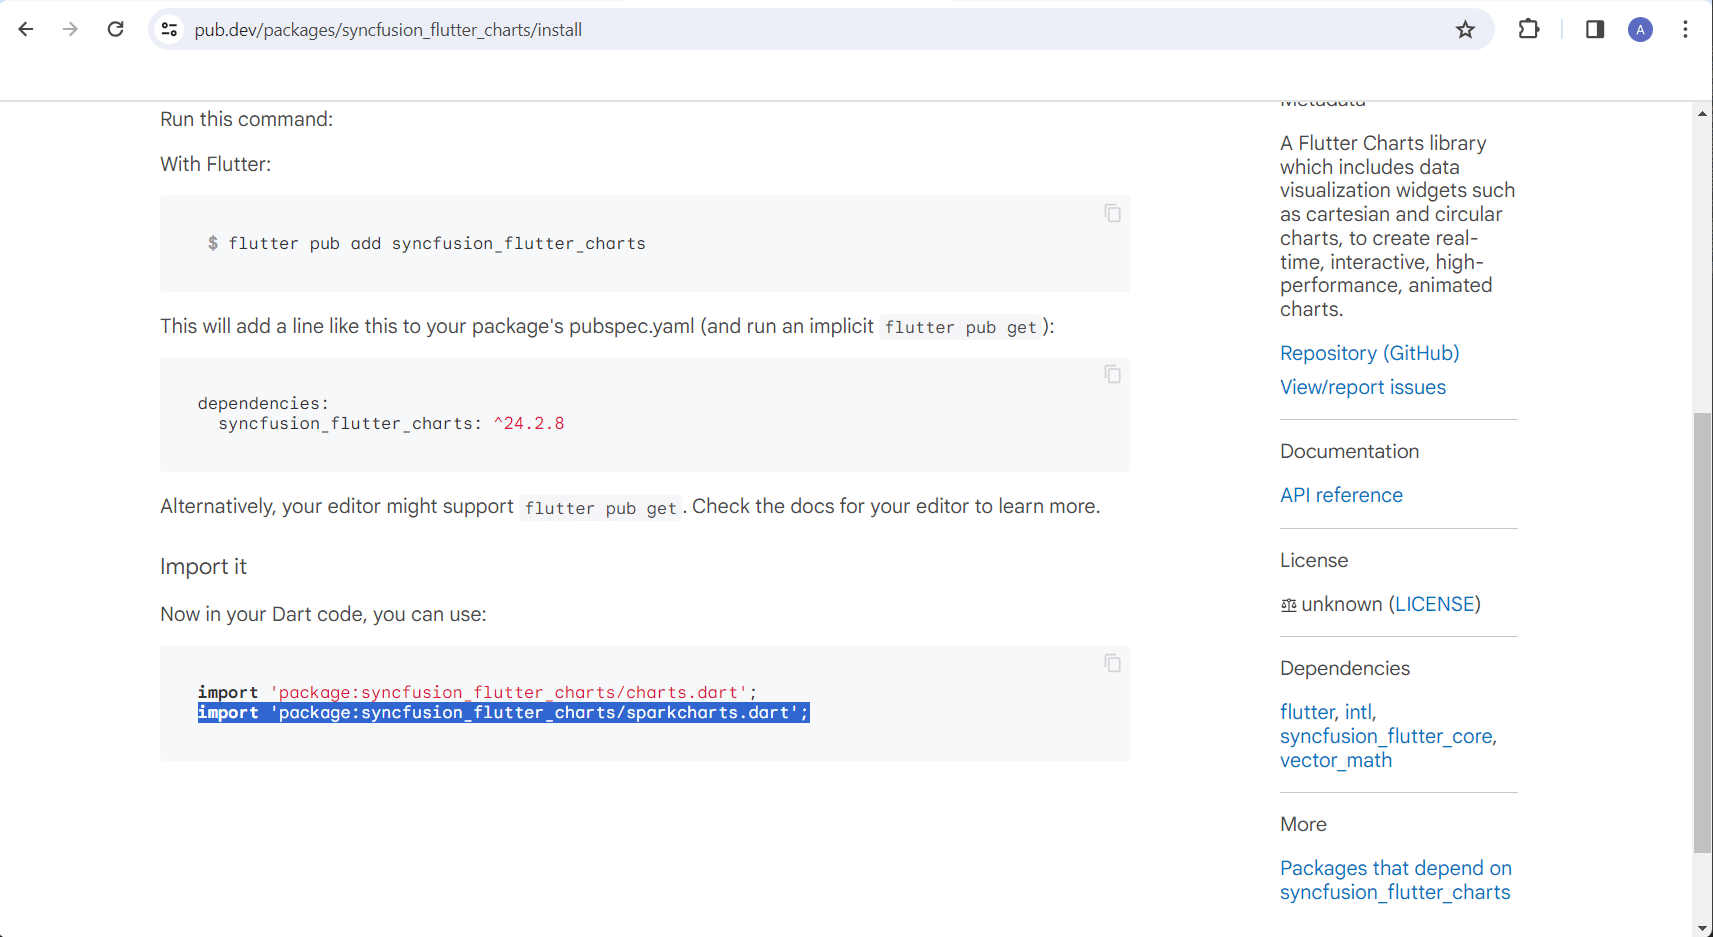 pub.dev/packages/syncfusion_flutter_charts/install
A
Run this command:
With Flutter:
$ flutter pub add syncfusion_flutter_charts
This will add a line like this to your package's pubspec.yaml (and run an implicit flutter pub get ):
dependencies:
  syncfusion_flutter_charts: ^24.2.8
Alternatively, your editor might support flutter pub get . Check the docs for your editor to learn more.
Import it
Now in your Dart code, you can use:
import 'package:syncfusion_flutter_charts/charts.dart';
import 'package:syncfusion_flutter_charts/sparkcharts.dart';
Metadata
A Flutter Charts library
which includes data
visualization widgets such
as cartesian and circular
charts, to create real-
time, interactive, high-
performance, animated
charts.
Repository (GitHub)
View/report issues
Documentation
API reference
License
unknown (LICENSE)
Dependencies
flutter, intl,
syncfusion_flutter_core,
vector_math
More
Packages that depend on
syncfusion_flutter_charts